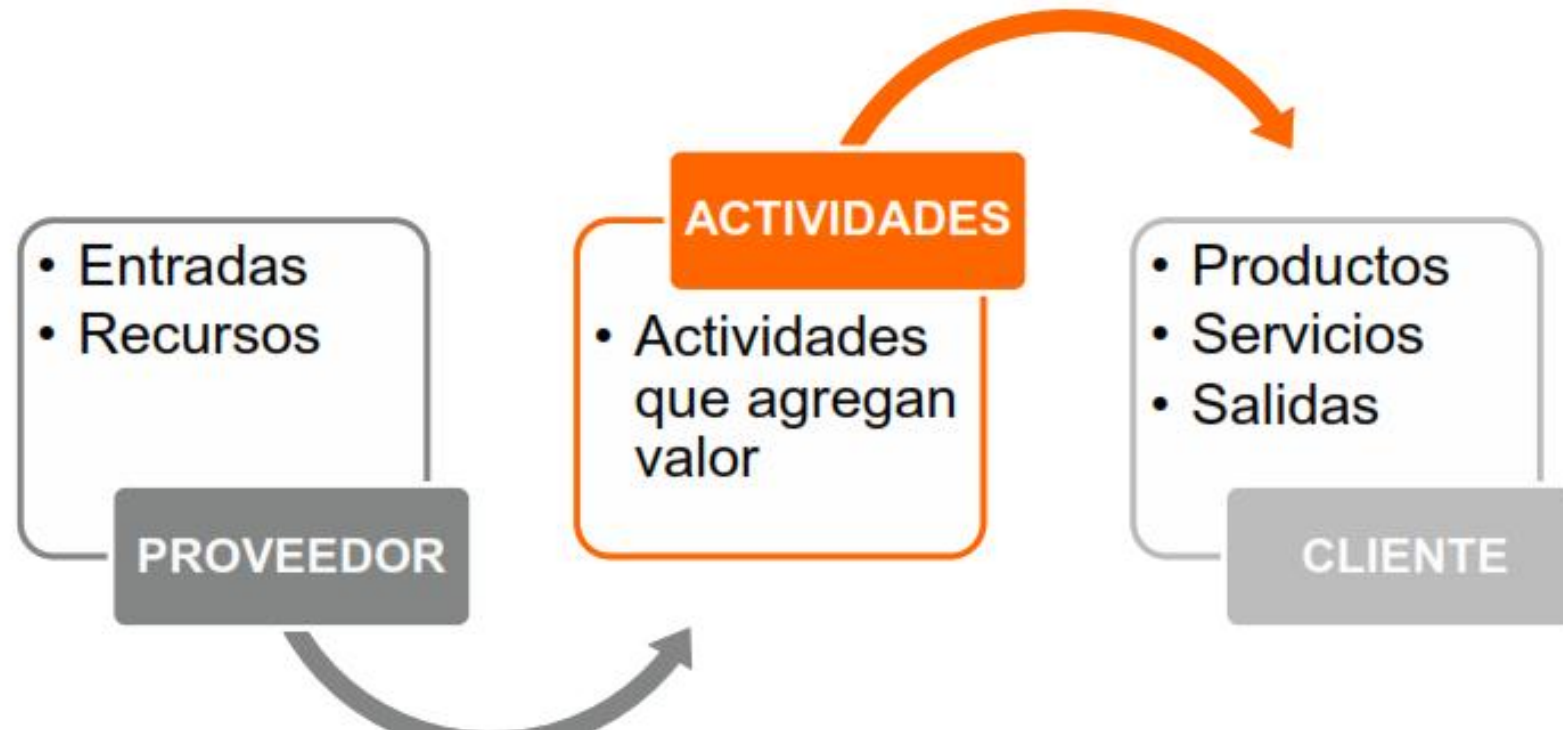 • Entradas
• Recursos
PROVEEDOR
ACTIVIDADES
• Actividades
que agregan
valor
• Productos
• Servicios
• Salidas
CLIENTE